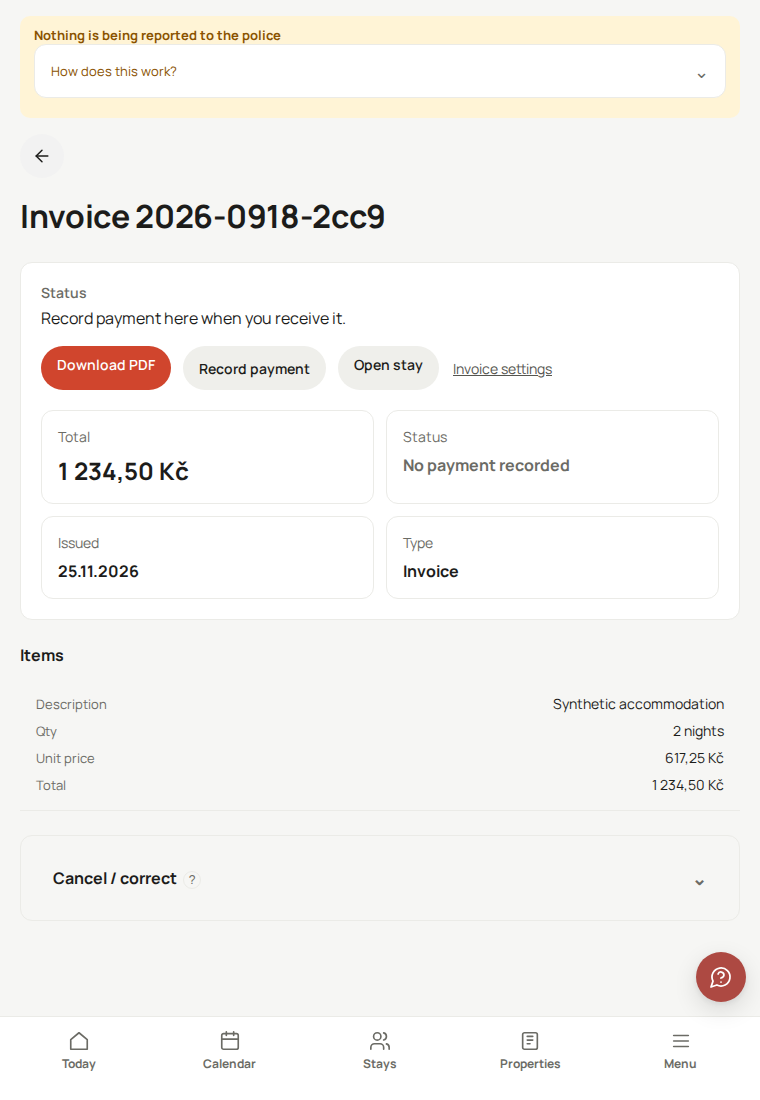 Nothing is being reported to the police
How does this work?
Invoice 2026-0918-2cc9
Status
Record payment here when you receive it.
Download PDF
Record payment
Open stay
Invoice settings
Total
1 234,50 Kč
Status
No payment recorded
Issued
25.11.2026
Type
Invoice
Items
Description
Synthetic accommodation
Qty
2 nights
Unit price
617,25 Kč
Total
1 234,50 Kč
Cancel / correct ?
Today
Calendar
Stays
Properties
Menu